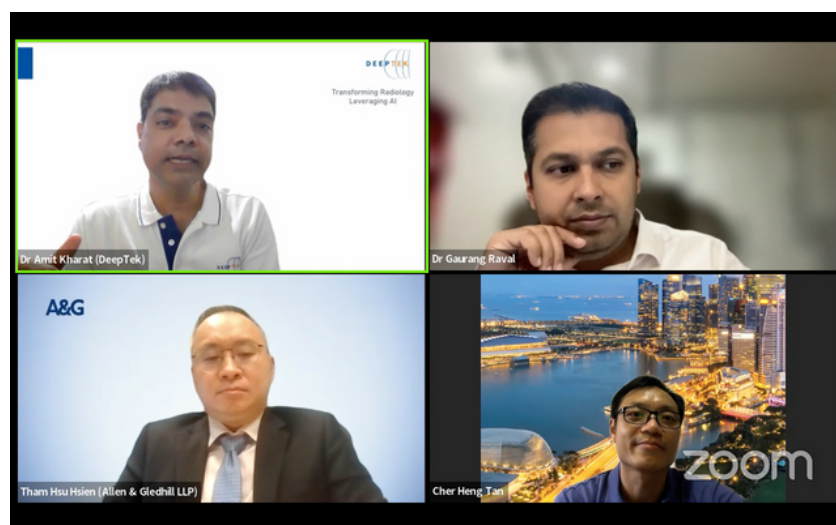 DEEPTEK
Transforming Radiology
Leveraging AI
Dr Amit Kharat (DeepTek)
Dr Gaurang Raval
A&G
Tham Hsu Hsien (Allen & Gledhill LLP)
Cher Heng Tan
zoom